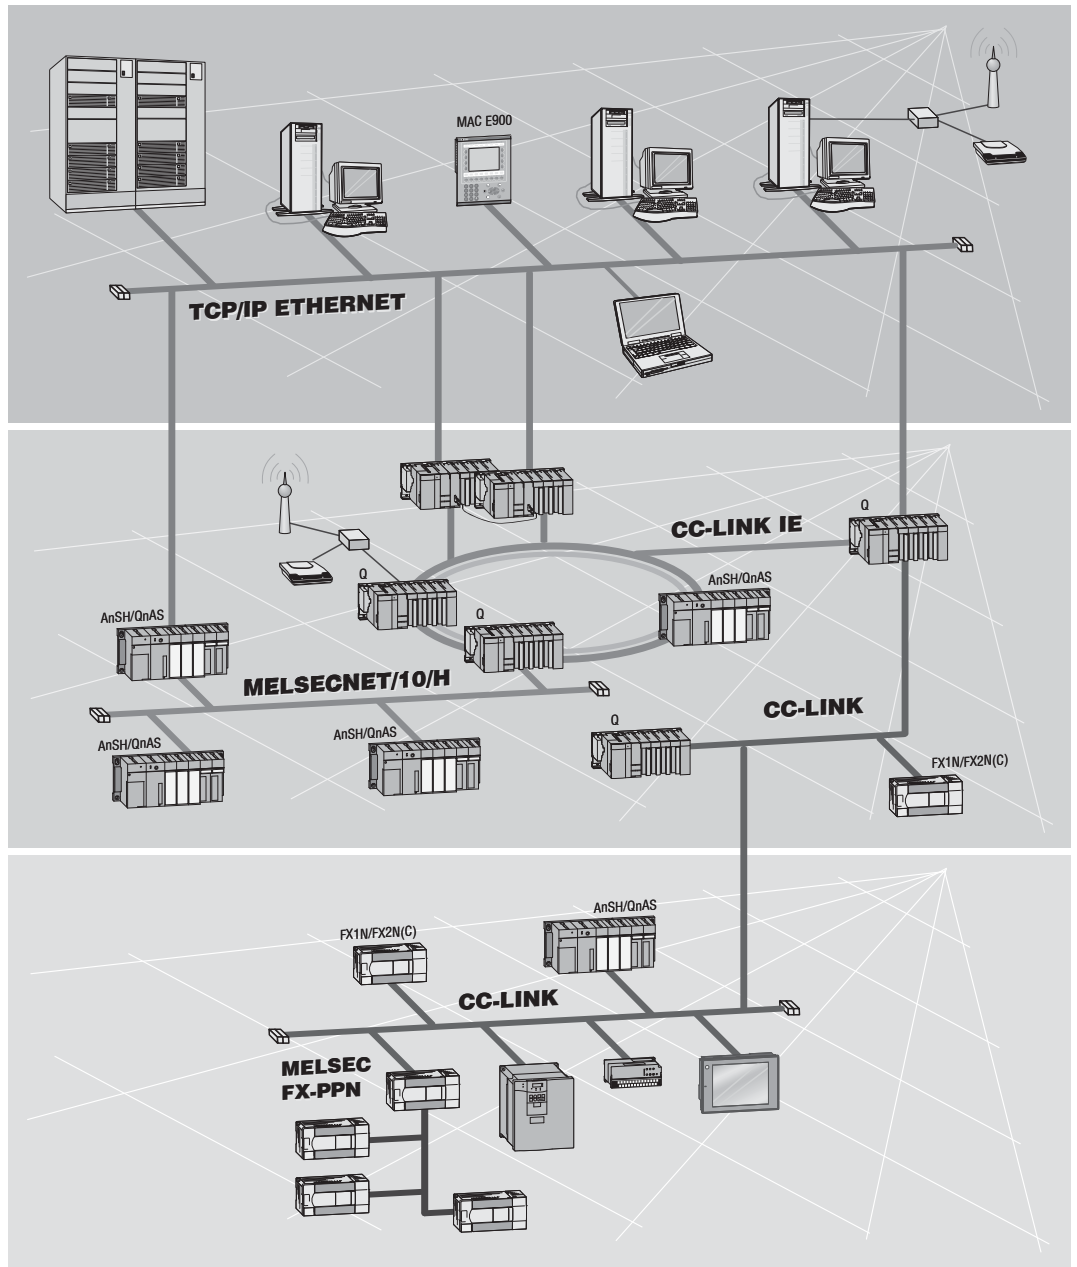 MAC E900
TCP/IP ETHERNET
Q
CC-LINK IE
Q
AnSH/QnAS
AnSH/QnAS
Q
MELSECNET/10/H
CC-LINK
Q
AnSH/QnAS
AnSH/QnAS
FX1N/FX2N(C)
AnSH/QnAS
FX1N/FX2N(C)
CC-LINK
MELSEC
FX-PPN